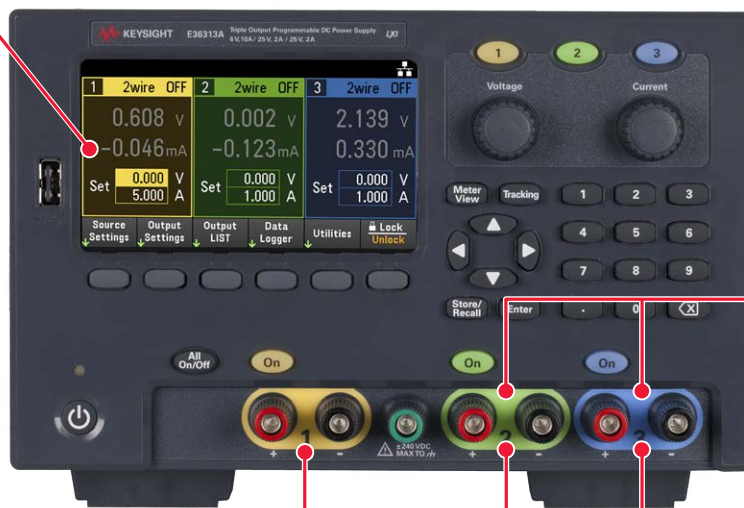 KEYSIGHT E36313A Triple Output Programmable DC Power Supply
6V,10A / 25V, 2A / 25V, 2A LXI
1 2wire OFF 2 2wire OFF 3 2wire OFF
0.608 V 0.002 V 2.139 V
-0.046mA -0.123mA 0.330 mA
Set 0.000 V Set 0.000 V Set 0.000 V
5.000 A 1.000 A 1.000 A
Source Settings Output Settings Output LIST Data Logger Utilities Lock Unlock
1 2 3
Voltage Current
Meter View Tracking 1 2 3
4 5 6
7 8 9
Store/Recall Enter . 0 X
All On/Off On On On
1 2 3
+ - + - + -
±240 VDC
MAX TO